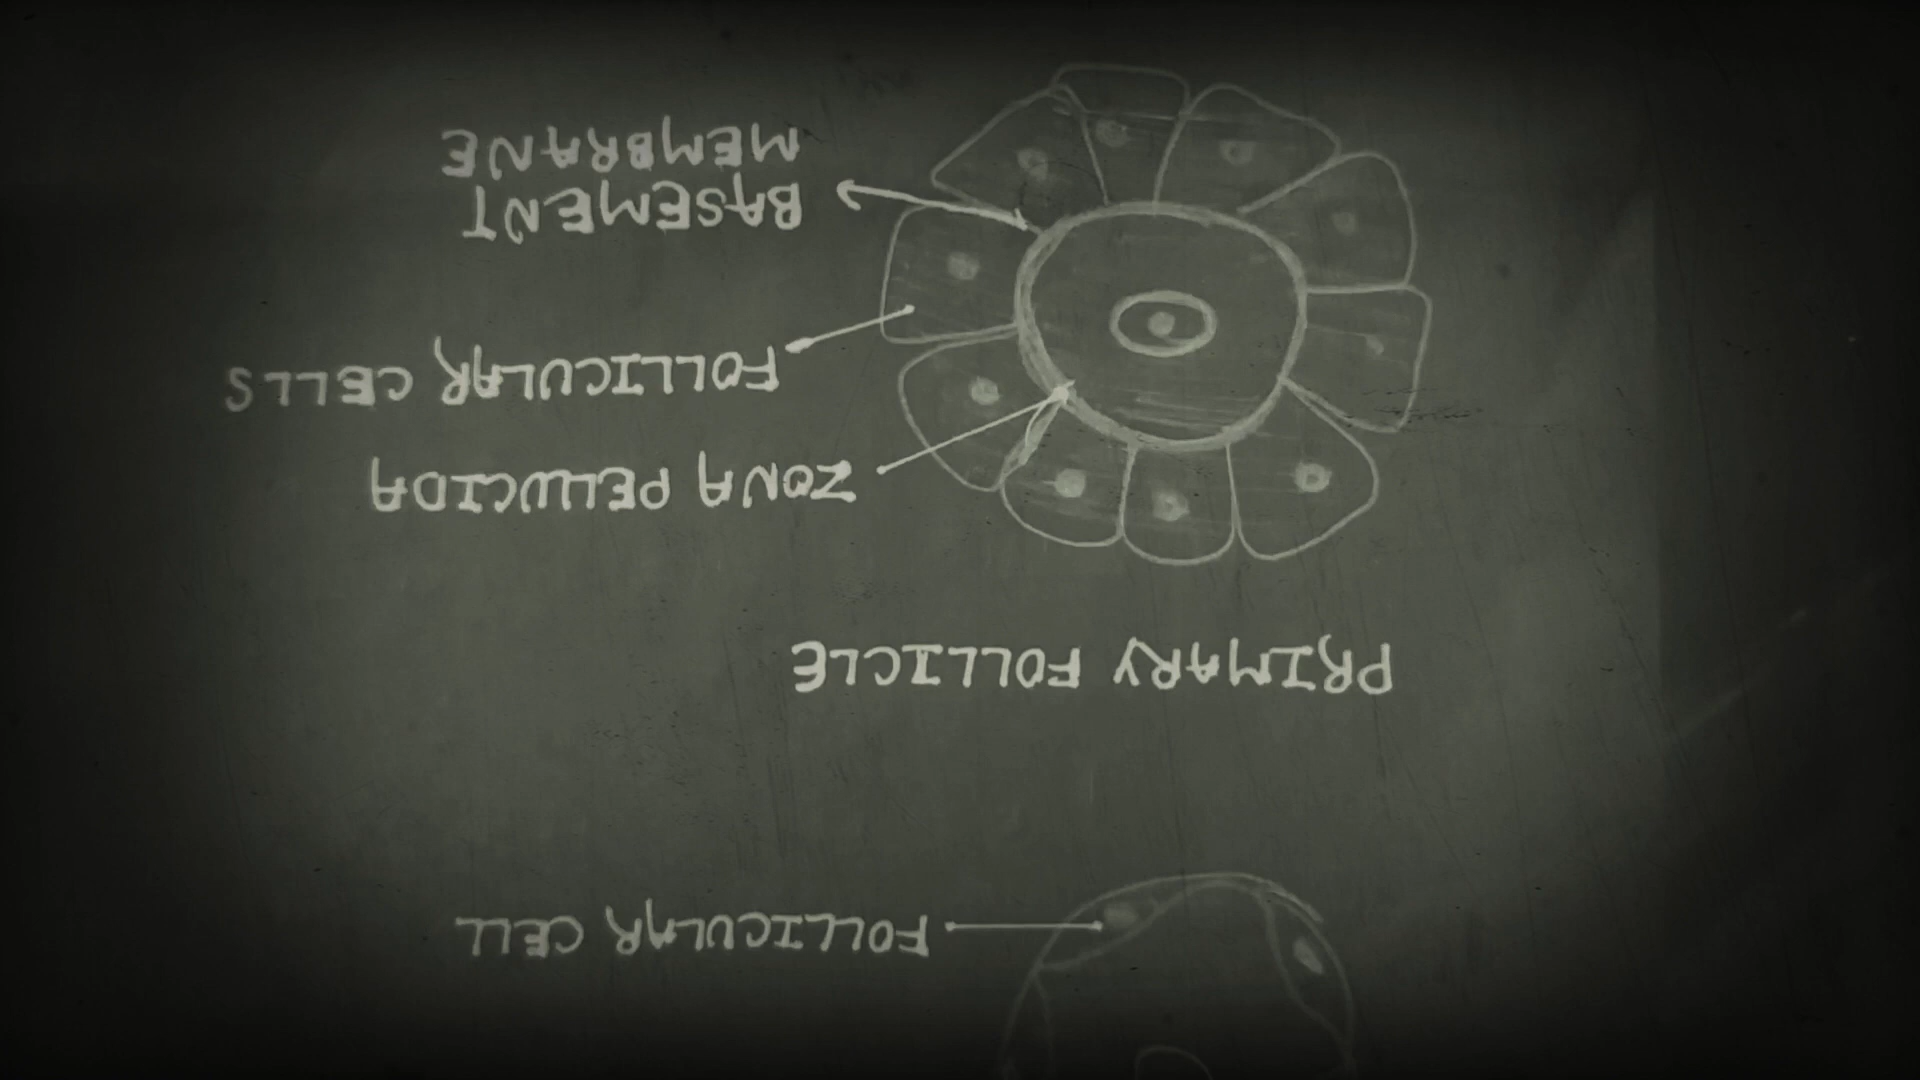 FOLLICULAR CELL
PRIMARY FOLLICLE
ZONA PELLUCIDA
FOLLICULAR CELLS
BASEMENT
MEMBRANE